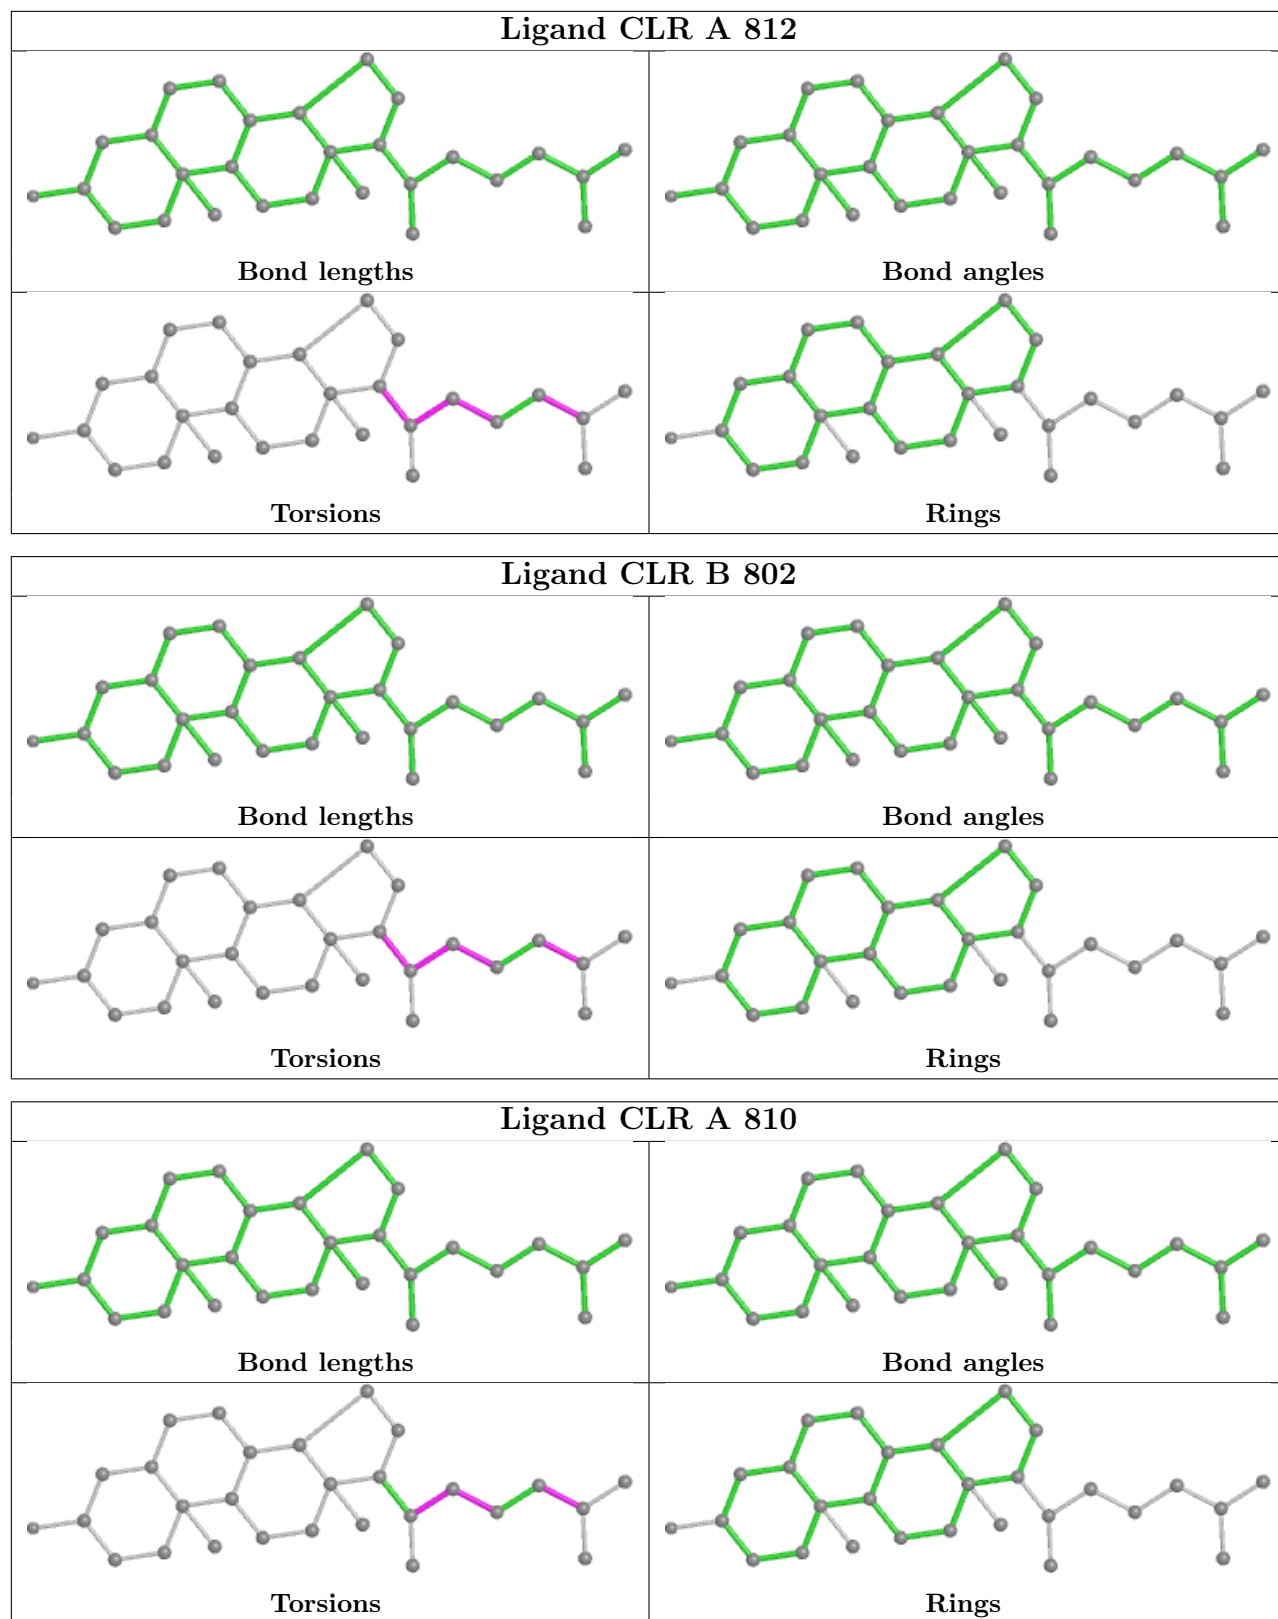 Ligand CLR A 812
Bond lengths
Bond angles
Torsions
Rings
Ligand CLR B 802
Bond lengths
Bond angles
Torsions
Rings
Ligand CLR A 810
Bond lengths
Bond angles
Torsions
Rings